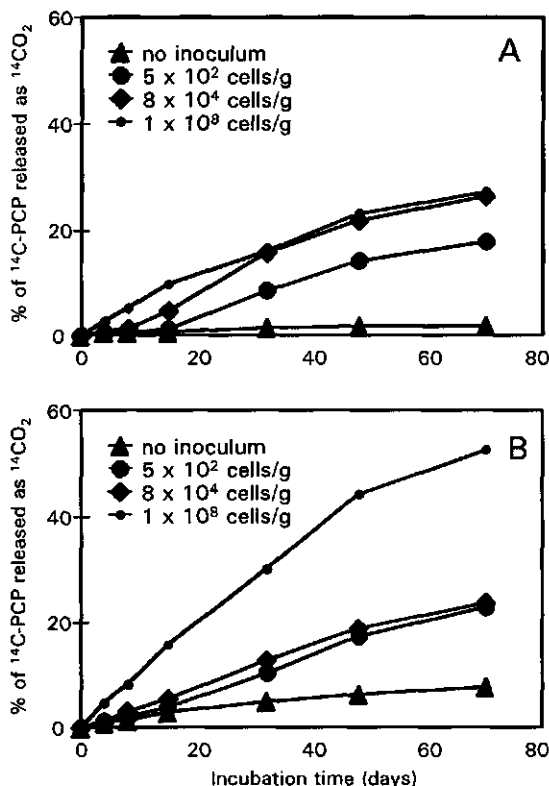 60
A
no inoculum
5 x 10² cells/g
8 x 10⁴ cells/g
1 x 10⁸ cells/g
40
20
0
0 20 40 60 80
% of ¹⁴C-PCP released as ¹⁴CO₂
60
B
no inoculum
5 x 10² cells/g
8 x 10⁴ cells/g
1 x 10⁸ cells/g
40
20
0
0 20 40 60 80
% of ¹⁴C-PCP released as ¹⁴CO₂
Incubation time (days)